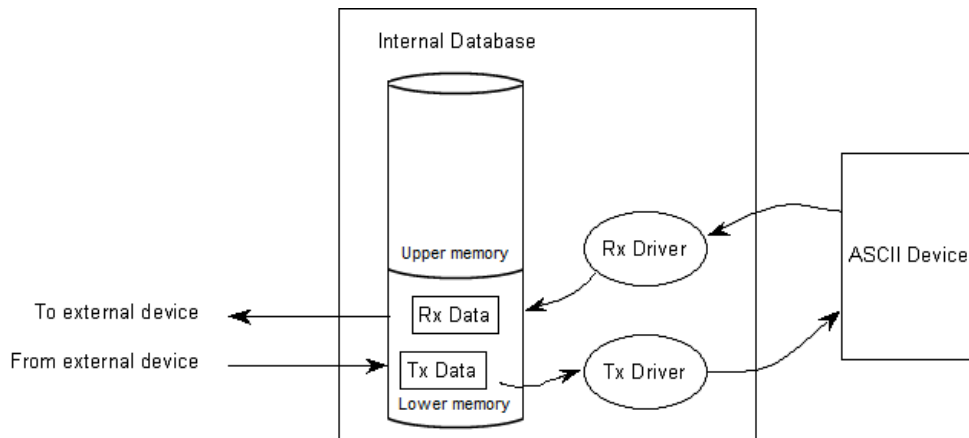 Internal Database
Upper memory
Rx Driver
ASCII Device
To external device
Rx Data
From external device
Tx Data
Tx Driver
Lower memory